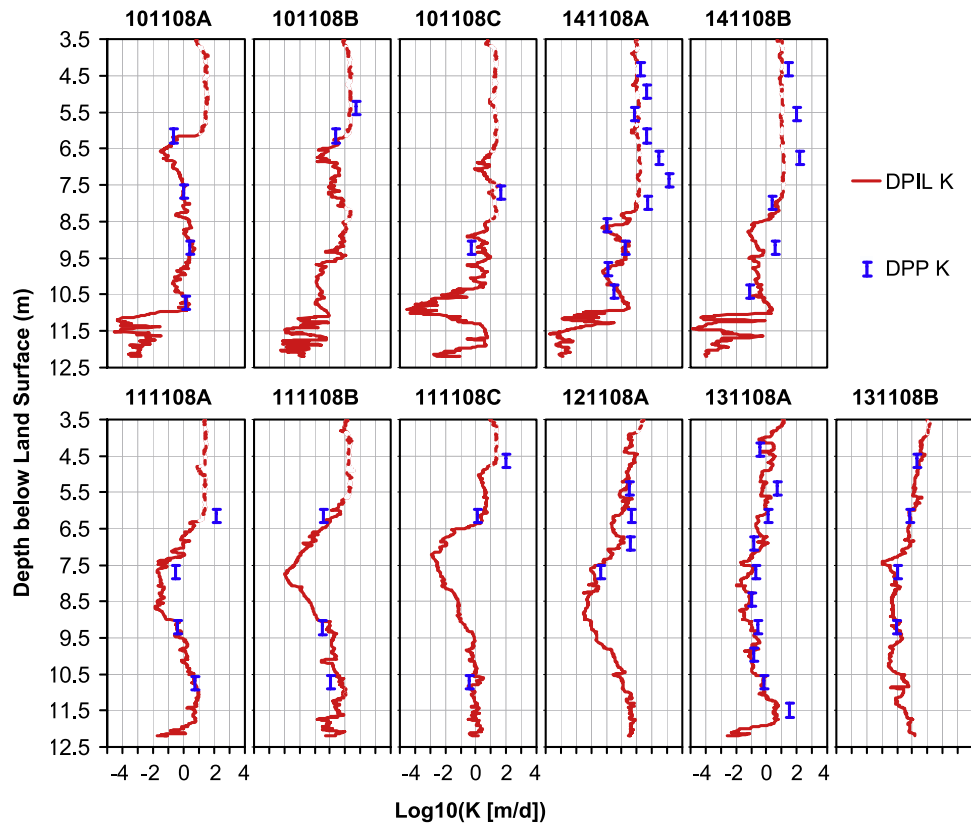 101108A 101108B 101108C 141108A 141108B
3.5
4.5
5.5
6.5
7.5
8.5
9.5
10.5
11.5
12.5
DPIL K
DPP K
Depth below Land Surface (m)
111108A 111108B 111108C 121108A 131108A 131108B
3.5
4.5
5.5
6.5
7.5
8.5
9.5
10.5
11.5
12.5
-4 -2 0 2 4 -4 -2 0 2 4 -4 -2 0 2 4
Log10(K [m/d])